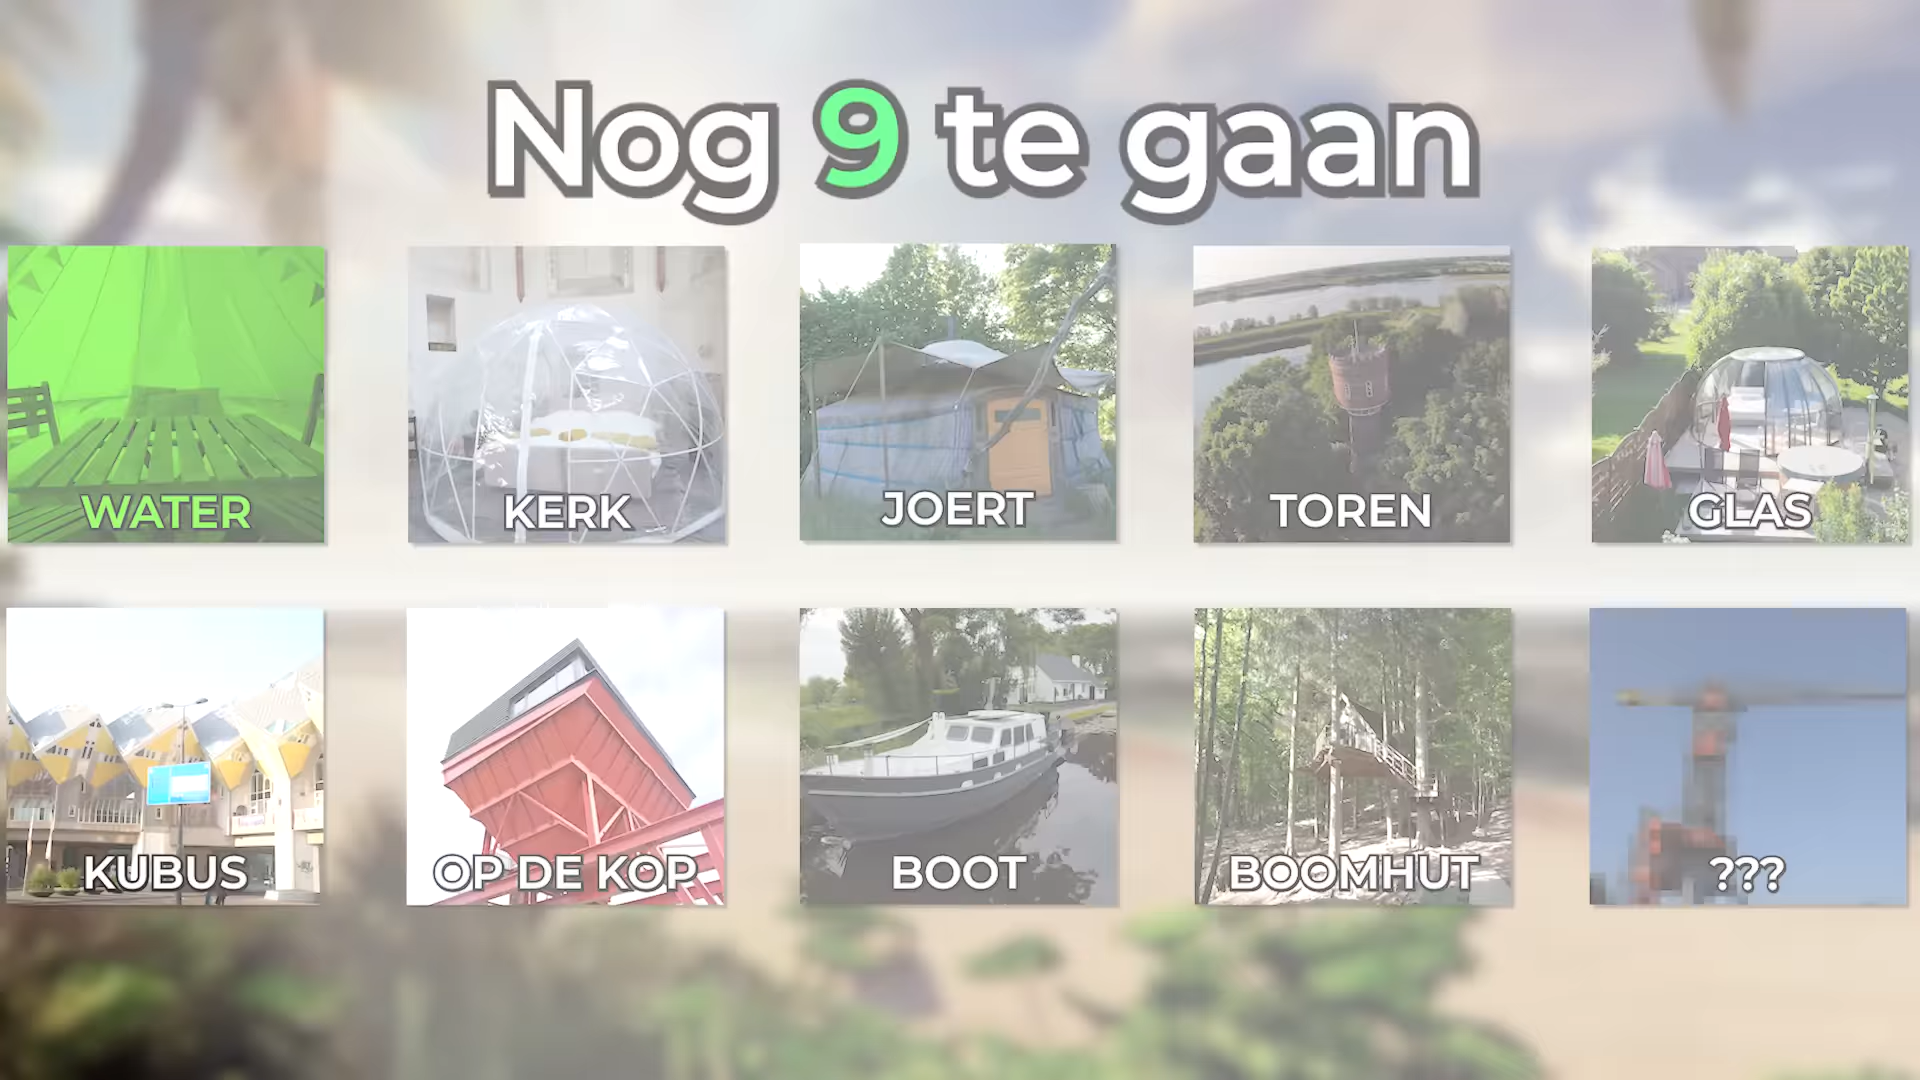 Nog 9 te gaan
WATER
KERK
JOERT
TOREN
GLAS
KUBUS
OP DE KOP
BOOT
BOOMHUT
???